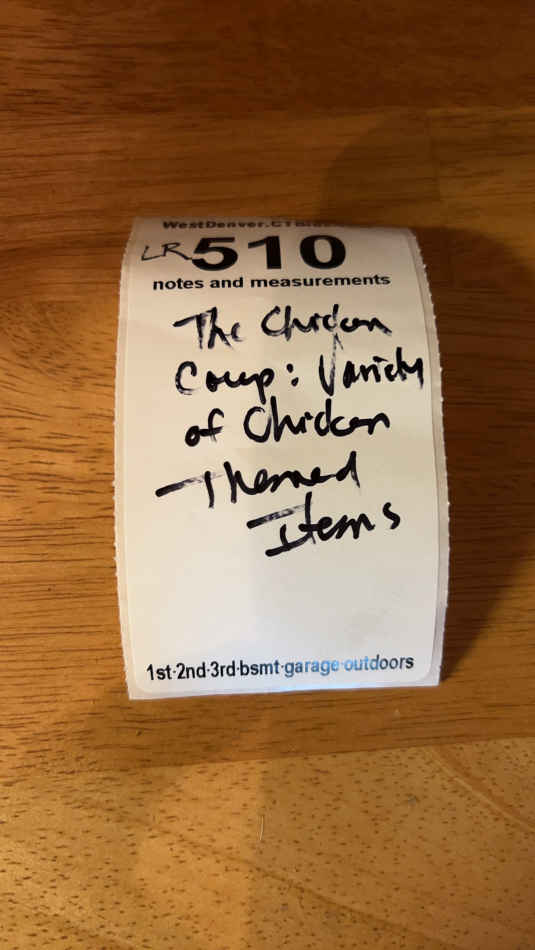 WestDenver.CTBids
LR 510
notes and measurements
The Chicken
Coup: Variety
of Chicken
Themed
Items
1st·2nd·3rd·bsmt·garage·outdoors